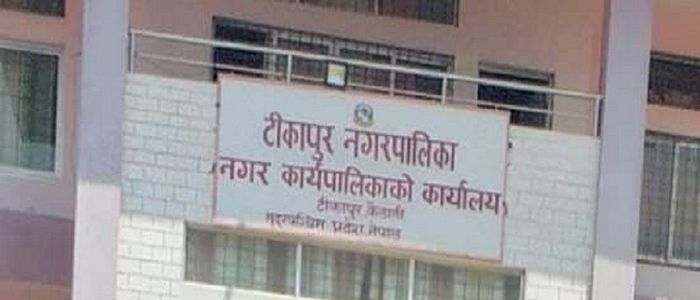 टीकापुर नगरपालिका
नगर कार्यपालिकाको कार्यालय
टीकापुर, कैलाली
सुदूरपश्चिम प्रदेश, नेपाल